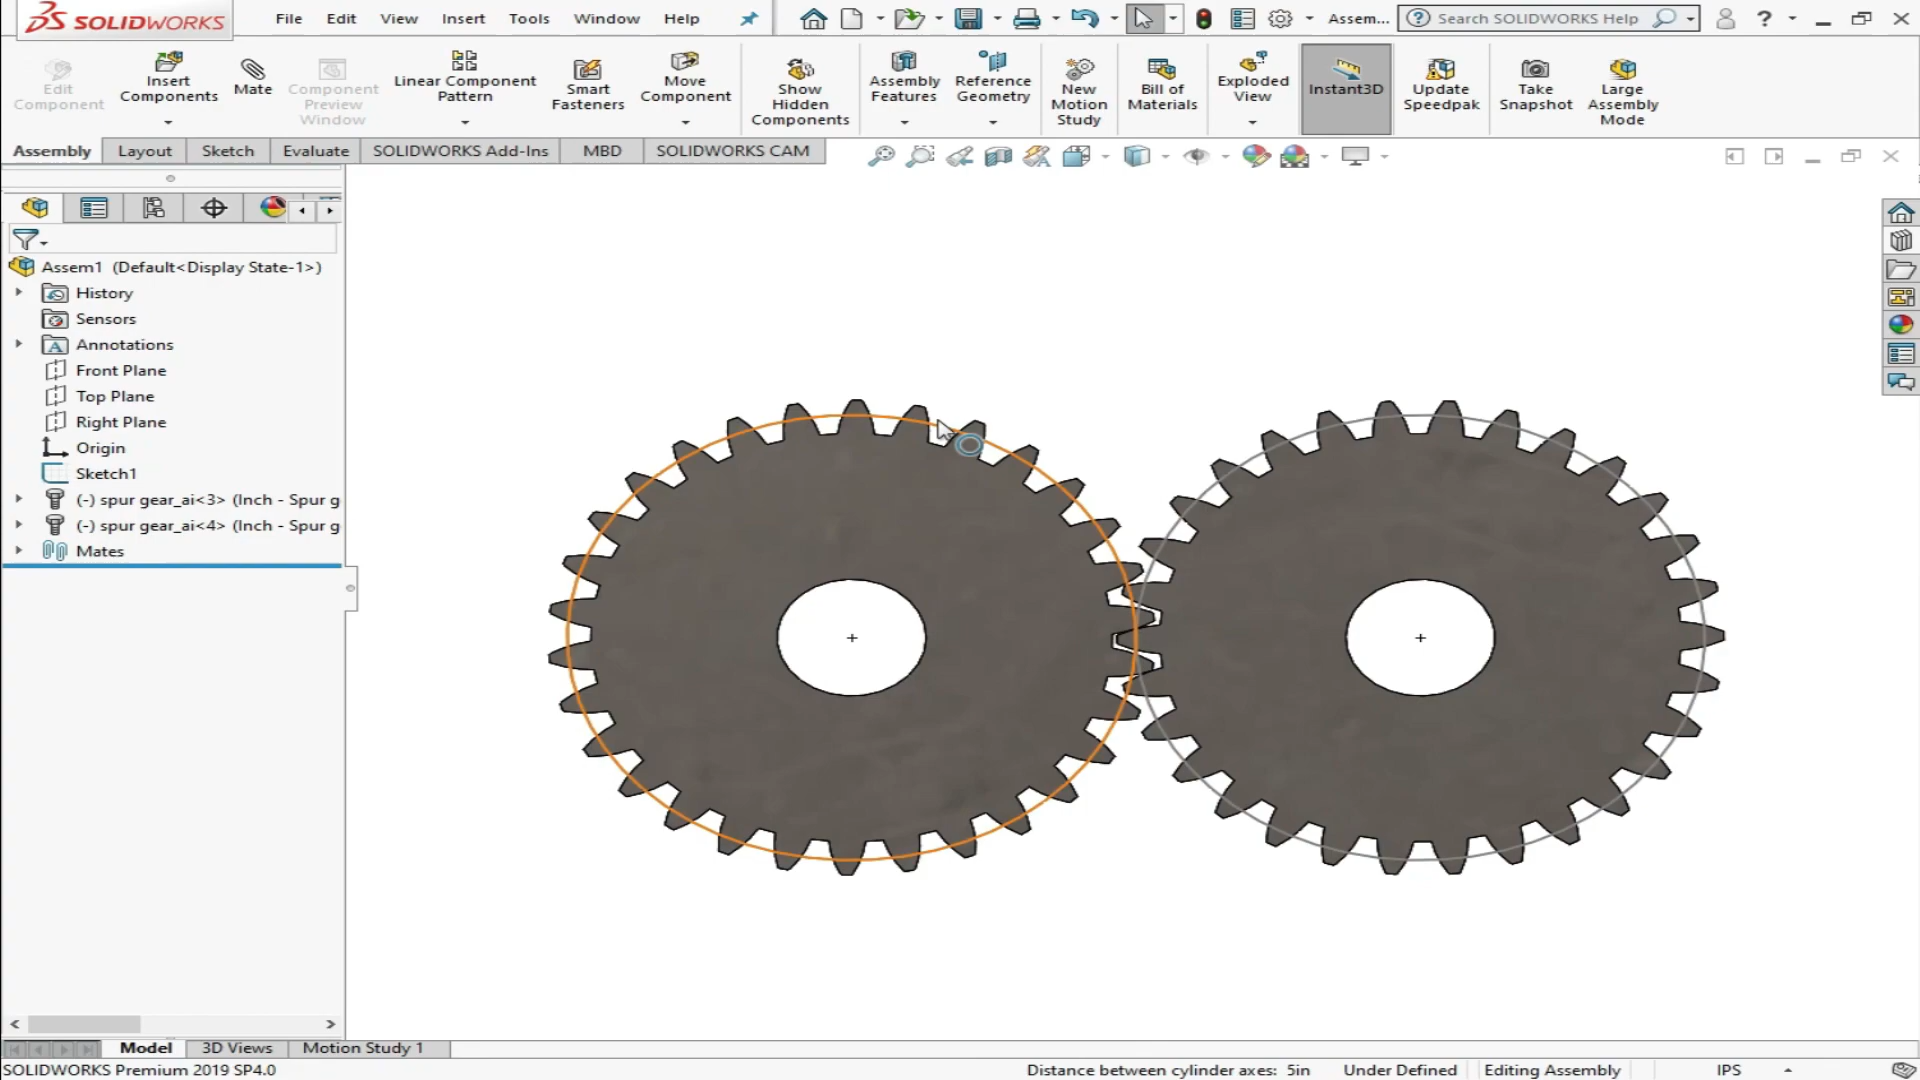 SOLIDWORKS File Edit View Insert Tools Window Help Assem... Search SOLIDWORKS Help ?
Edit Component
Insert Components
Mate
Component Preview Window
Linear Component Pattern
Smart Fasteners
Move Component
Show Hidden Components
Assembly Features
Reference Geometry
New Motion Study
Bill of Materials
Exploded View
Instant3D
Update Speedpak
Take Snapshot
Large Assembly Mode
Assembly Layout Sketch Evaluate SOLIDWORKS Add-Ins MBD SOLIDWORKS CAM
Assem1 (Default<Display State-1>)
History
Sensors
Annotations
Front Plane
Top Plane
Right Plane
Origin
Sketch1
(-) spur gear_ai<3> (Inch - Spur g
(-) spur gear_ai<4> (Inch - Spur g
Mates
Model 3D Views Motion Study 1
SOLIDWORKS Premium 2019 SP4.0 Distance between cylinder axes: 5in Under Defined Editing Assembly IPS